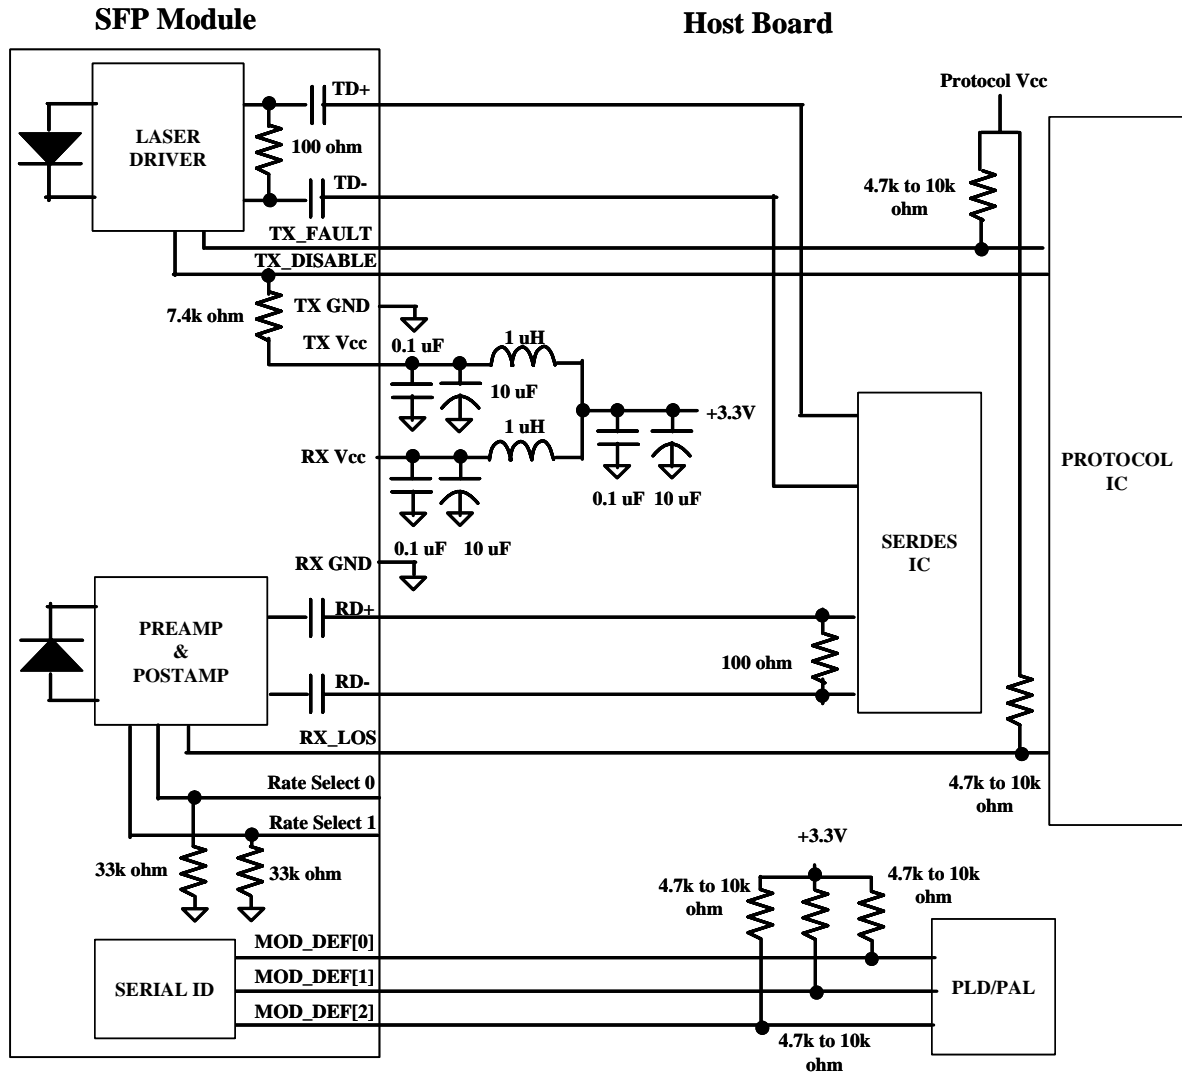 SFP Module
Host Board
Protocol Vcc
TD+
LASER
DRIVER
100 ohm
TD-
4.7k to 10k
ohm
TX_FAULT
TX_DISABLE
TX GND
7.4k ohm
TX Vcc
0.1 uF
1 uH
10 uF
+3.3V
1 uH
RX Vcc
0.1 uF
10 uF
PROTOCOL
IC
0.1 uF
10 uF
RX GND
SERDES
IC
RD+
PREAMP
&
POSTAMP
100 ohm
RD-
RX_LOS
Rate Select 0
4.7k to 10k
ohm
Rate Select 1
+3.3V
33k ohm
33k ohm
4.7k to 10k
ohm
4.7k to 10k
ohm
MOD_DEF[0]
SERIAL ID
MOD_DEF[1]
PLD/PAL
MOD_DEF[2]
4.7k to 10k
ohm